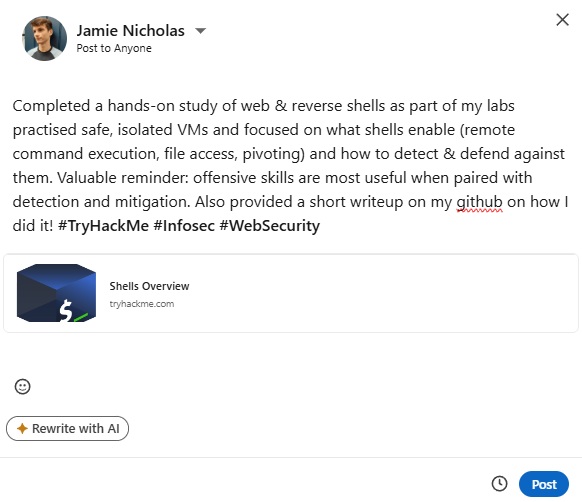 Jamie Nicholas
Post to Anyone
Completed a hands-on study of web & reverse shells as part of my labs
practised safe, isolated VMs and focused on what shells enable (remote
command execution, file access, pivoting) and how to detect & defend against
them. Valuable reminder: offensive skills are most useful when paired with
detection and mitigation. Also provided a short writeup on my github on how I
did it! #TryHackMe #Infosec #WebSecurity
$
Shells Overview
tryhackme.com
Rewrite with AI
Post